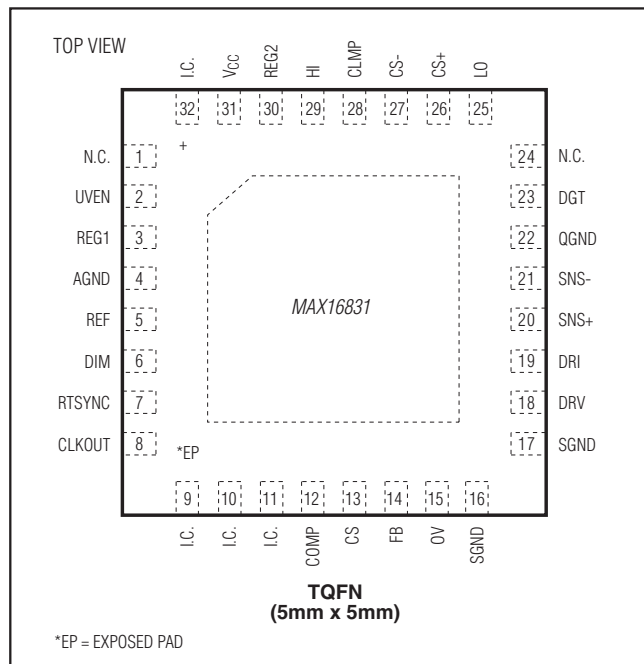 TOP VIEW
I.C. VCC REG2 HI CLMP CS- CS+ LO
32 31 30 29 28 27 26 25
+
N.C. 1 24 N.C.
UVEN 2 23 DGT
REG1 3 22 QGND
AGND 4 21 SNS-
MAX16831
REF 5 20 SNS+
DIM 6 19 DRI
RTSYNC 7 18 DRV
CLKOUT 8 17 SGND
*EP
9 10 11 12 13 14 15 16
I.C. I.C. I.C. COMP CS FB OV SGND
TQFN
(5mm x 5mm)
*EP = EXPOSED PAD